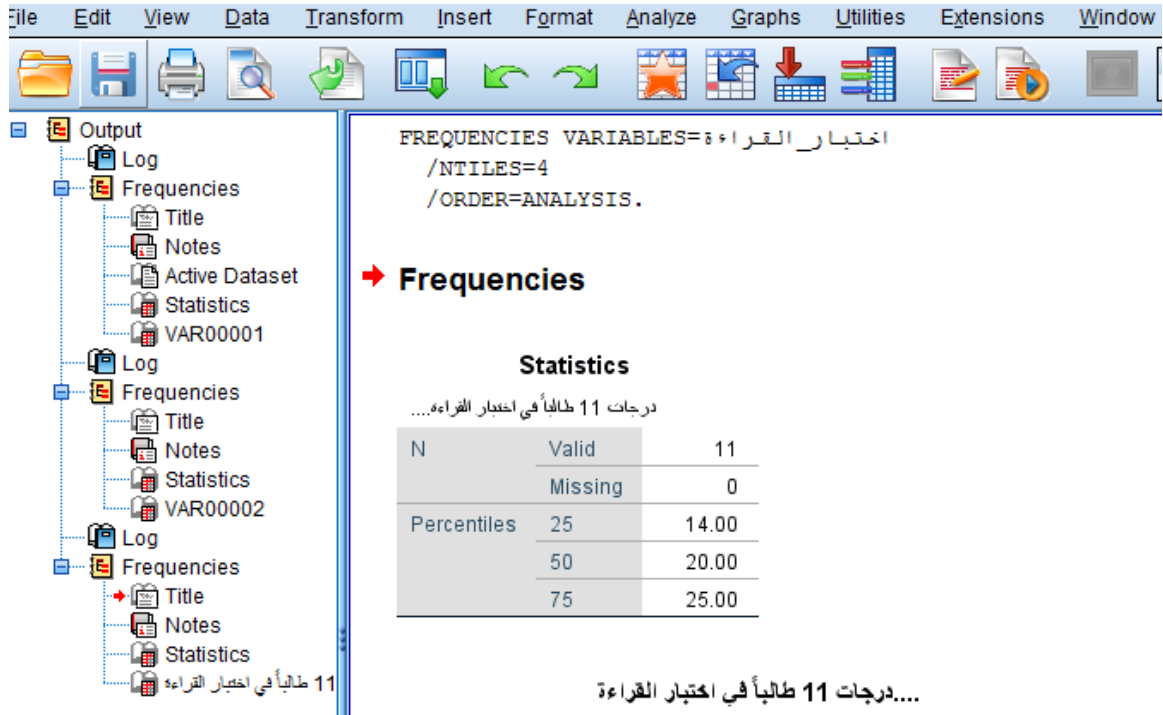 File Edit View Data Transform Insert Format Analyze Graphs Utilities Extensions Window
Output
Log
Frequencies
Title
Notes
Active Dataset
Statistics
VAR00001
Log
Frequencies
Title
Notes
Statistics
VAR00002
Log
Frequencies
Title
Notes
Statistics
11 طالباً في اختبار القراءة
FREQUENCIES VARIABLES=اختبار_القراءة
/NTILES=4
/ORDER=ANALYSIS.
Frequencies
Statistics
درجات 11 طالباً في اختبار القراءة....
N Valid 11
Missing 0
Percentiles 25 14.00
50 20.00
75 25.00
درجات 11 طالباً في اختبار القراءة....